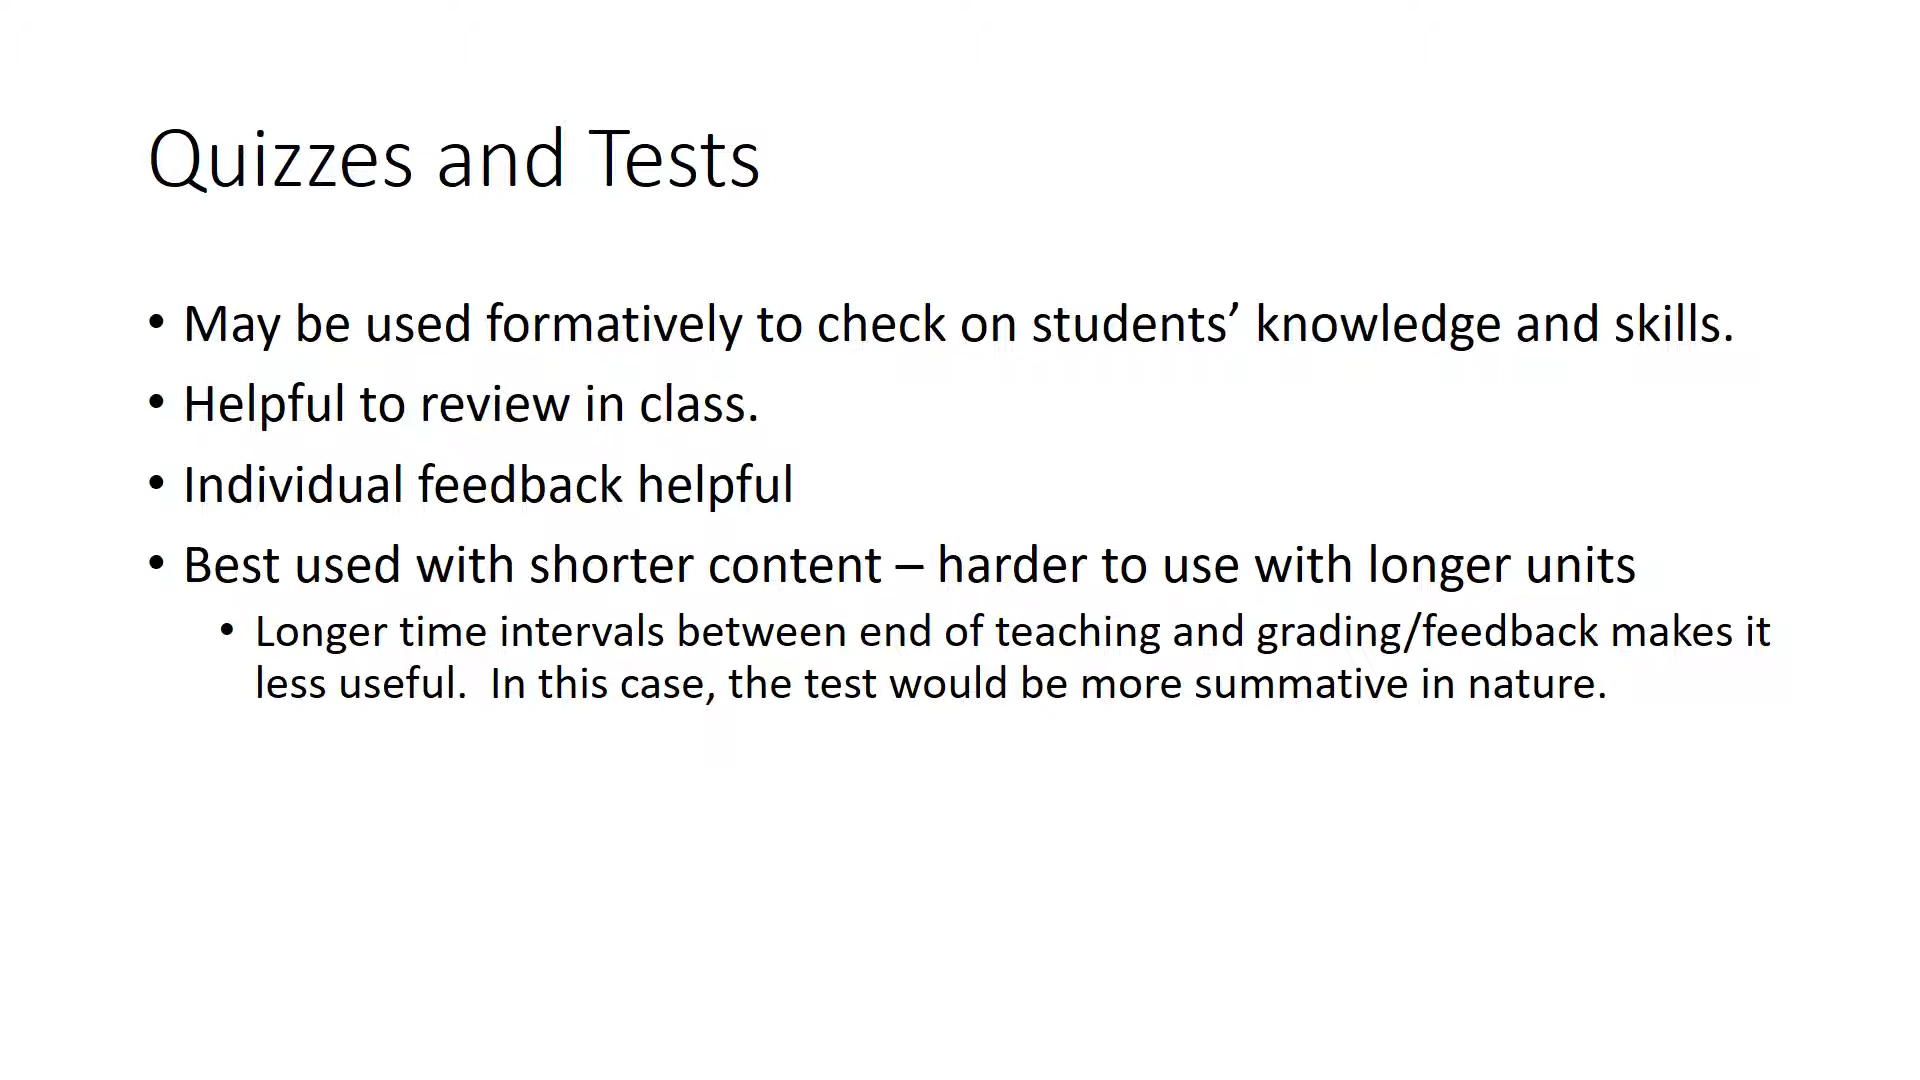 Quizzes and Tests
• May be used formatively to check on students’ knowledge and skills.
• Helpful to review in class.
• Individual feedback helpful
• Best used with shorter content – harder to use with longer units
• Longer time intervals between end of teaching and grading/feedback makes it
less useful.  In this case, the test would be more summative in nature.